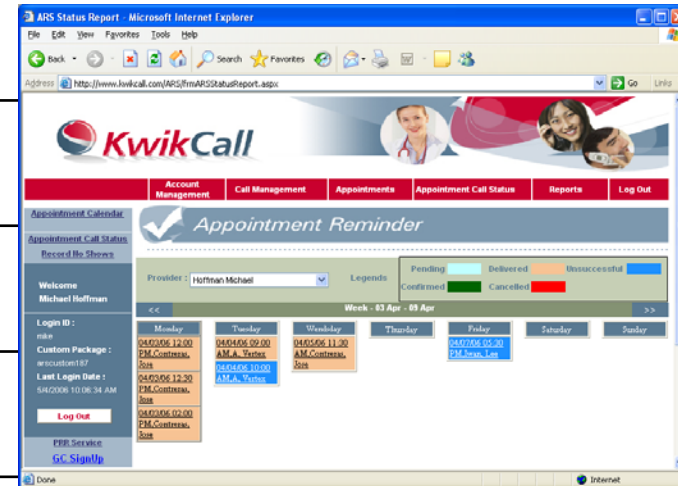 ARS Status Report - Microsoft Internet Explorer
File Edit View Favorites Tools Help
Back Search Favorites
Address http://www.kwikcall.com/ARS/frmARSStatusReport.aspx Go Links
KwikCall
Account Management Call Management Appointments Appointment Call Status Reports Log Out
Appointment Calendar
Appointment Call Status
Record No Shows
Appointment Reminder
Welcome
Michael Hoffman
Provider : Hoffman Michael Legends Pending Delivered Unsuccessful
Confirmed Cancelled
<< Week - 03 Apr - 09 Apr >>
Login ID :
mike
Custom Package :
arscustom187
Last Login Date :
5/4/2006 10:06:34 AM
Log Out
PRR Service
GC SignUp
Monday Tuesday Wednesday Thursday Friday Saturday Sunday
04/03/06 12:00
PM,Contreras,
Jose
04/03/06 12:30
PM,Contreras,
Jose
04/03/06 02:00
PM,Contreras,
Jose
04/04/06 09:00
AM,A, Vertex
04/04/06 10:00
AM,A, Vertex
04/05/06 11:30
AM,Contreras,
Jose
04/07/06 05:30
PM,Iwan, Lee
Done Internet